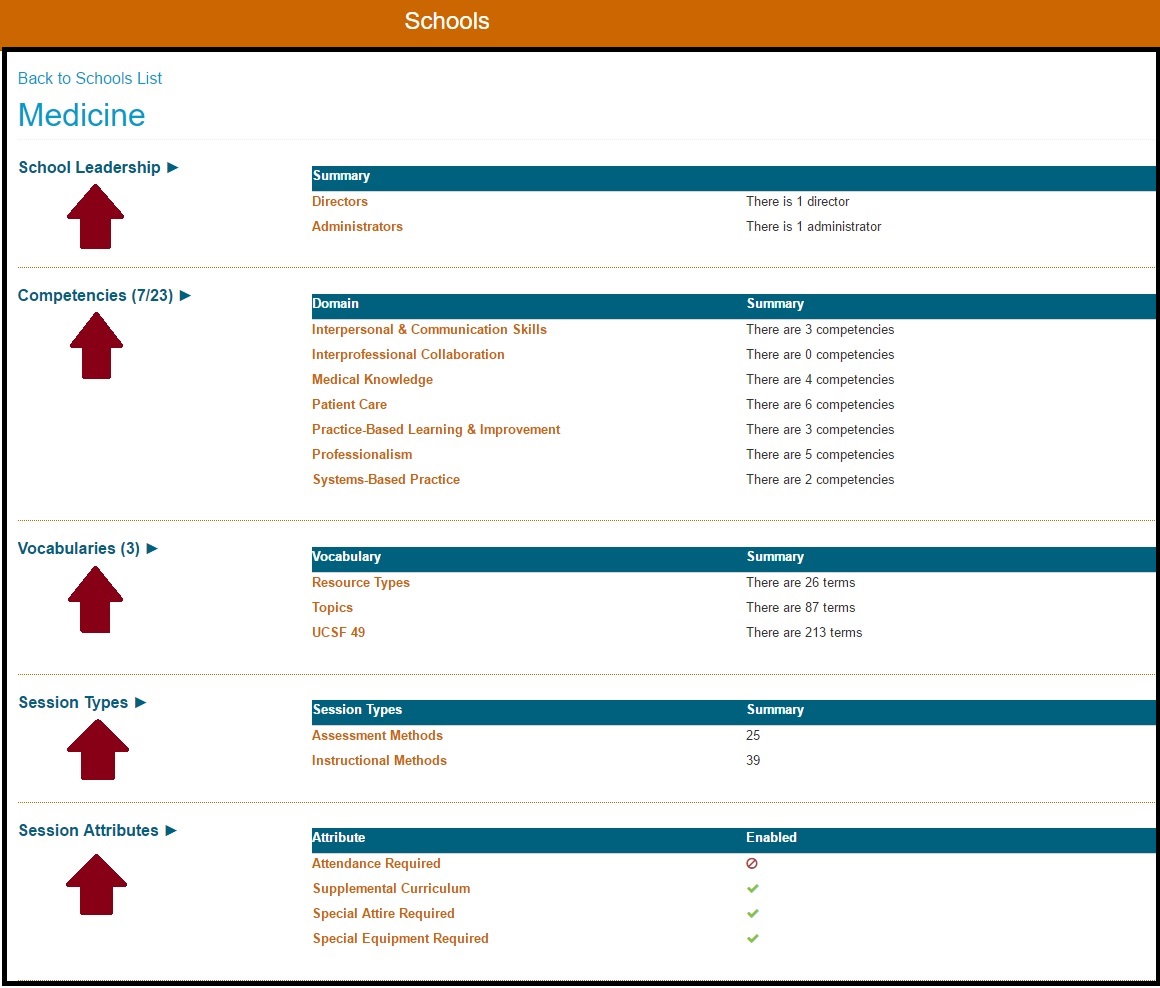 Schools
Back to Schools List
Medicine
School Leadership ►
Summary
Directors There is 1 director
Administrators There is 1 administrator
Competencies (7/23) ►
Domain Summary
Interpersonal & Communication Skills There are 3 competencies
Interprofessional Collaboration There are 0 competencies
Medical Knowledge There are 4 competencies
Patient Care There are 6 competencies
Practice-Based Learning & Improvement There are 3 competencies
Professionalism There are 5 competencies
Systems-Based Practice There are 2 competencies
Vocabularies (3) ►
Vocabulary Summary
Resource Types There are 26 terms
Topics There are 87 terms
UCSF 49 There are 213 terms
Session Types ►
Session Types Summary
Assessment Methods 25
Instructional Methods 39
Session Attributes ►
Attribute Enabled
Attendance Required
Supplemental Curriculum
Special Attire Required
Special Equipment Required